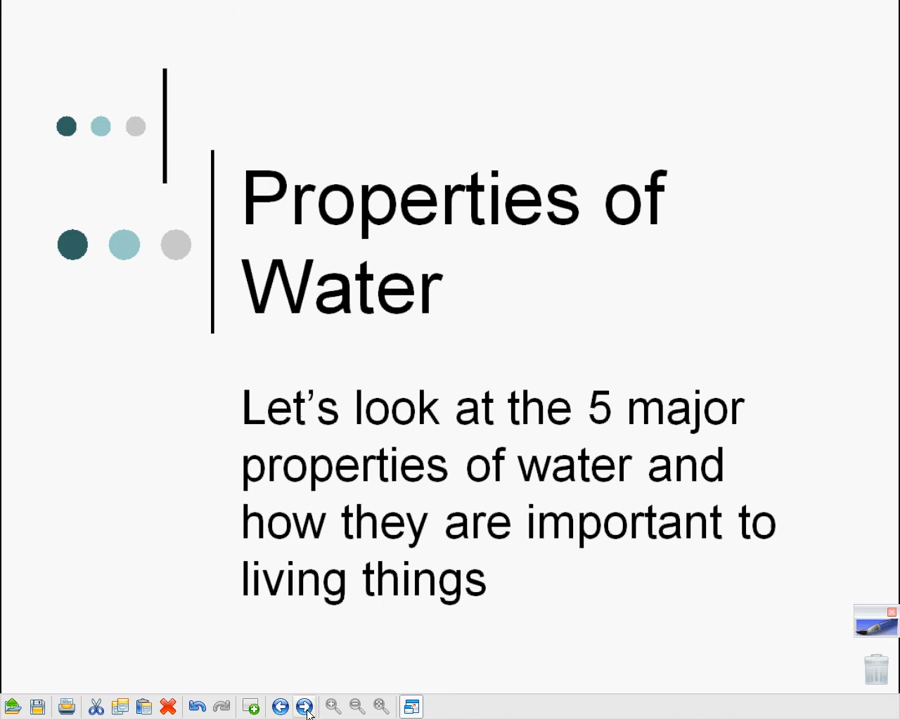 Properties of
Water
Let’s look at the 5 major
properties of water and
how they are important to
living things